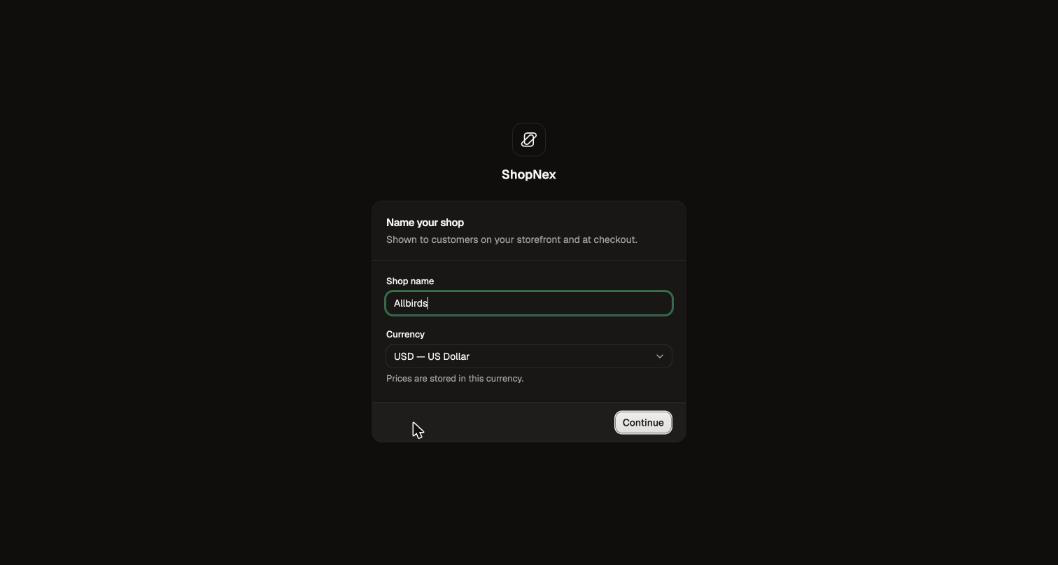 ShopNex
Name your shop
Shown to customers on your storefront and at checkout.
Shop name
Allbirds
Currency
USD — US Dollar
Prices are stored in this currency.
Continue